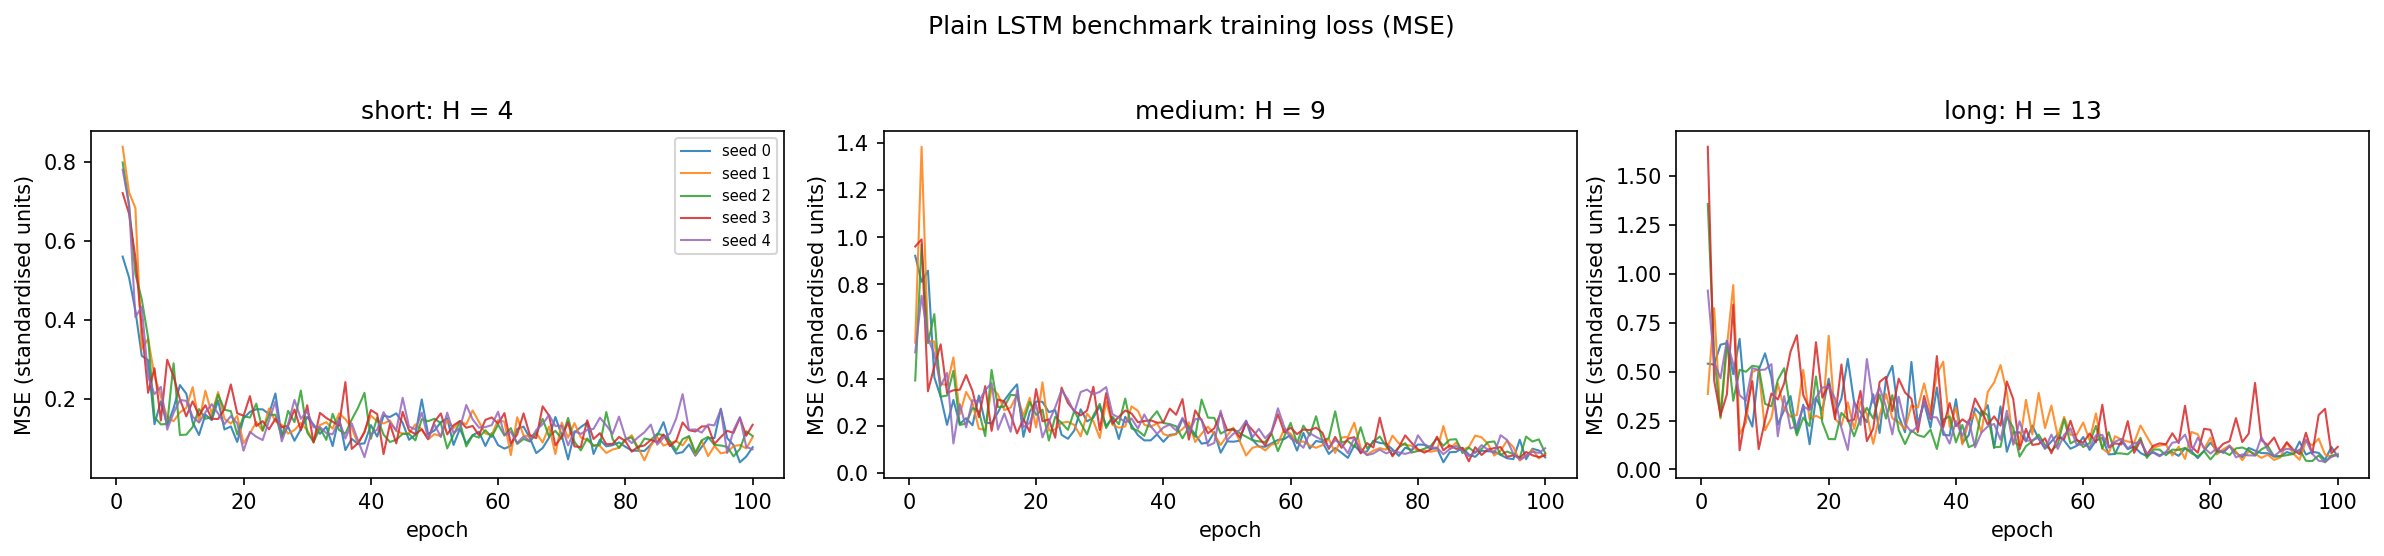 Plain LSTM benchmark training loss (MSE)
short: H = 4
MSE (standardised units)
0.8
0.6
0.4
0.2
seed 0
seed 1
seed 2
seed 3
seed 4
0 20 40 60 80 100
epoch
medium: H = 9
MSE (standardised units)
1.4
1.2
1.0
0.8
0.6
0.4
0.2
0.0
0 20 40 60 80 100
epoch
long: H = 13
MSE (standardised units)
1.50
1.25
1.00
0.75
0.50
0.25
0.00
0 20 40 60 80 100
epoch